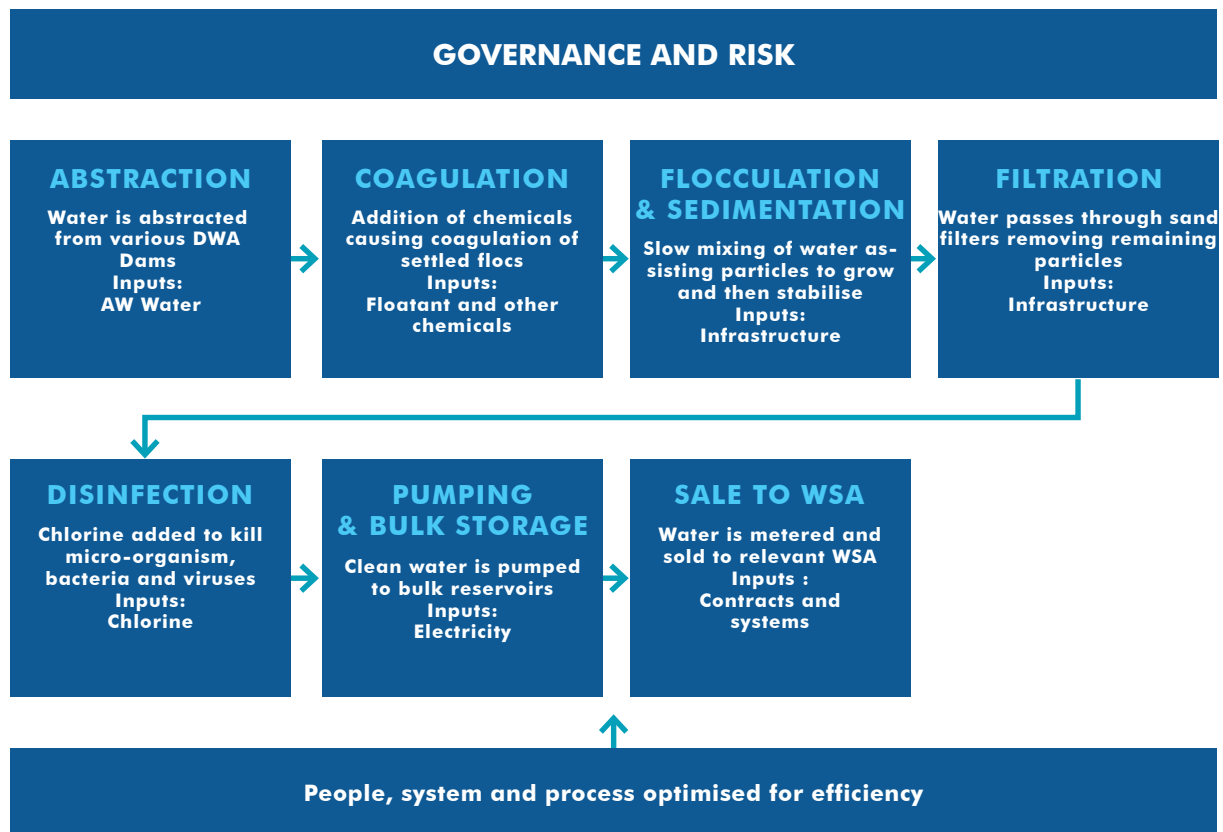 GOVERNANCE AND RISK
ABSTRACTION
Water is abstracted
from various DWA
Dams
Inputs:
AW Water
COAGULATION
Addition of chemicals
causing coagulation of
settled flocs
Inputs:
Floatant and other
chemicals
FLOCCULATION
& SEDIMENTATION
Slow mixing of water as-
sisting particles to grow
and then stabilise
Inputs:
Infrastructure
FILTRATION
Water passes through sand
filters removing remaining
particles
Inputs:
Infrastructure
DISINFECTION
Chlorine added to kill
micro-organism,
bacteria and viruses
Inputs:
Chlorine
PUMPING
& BULK STORAGE
Clean water is pumped
to bulk reservoirs
Inputs:
Electricity
SALE TO WSA
Water is metered and
sold to relevant WSA
Inputs :
Contracts and
systems
People, system and process optimised for efficiency